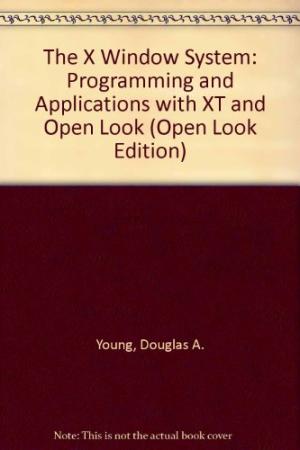 The X Window System:
Programming and
Applications with XT and
Open Look (Open Look
Edition)
Young, Douglas A.
Note: This is not the actual book cover